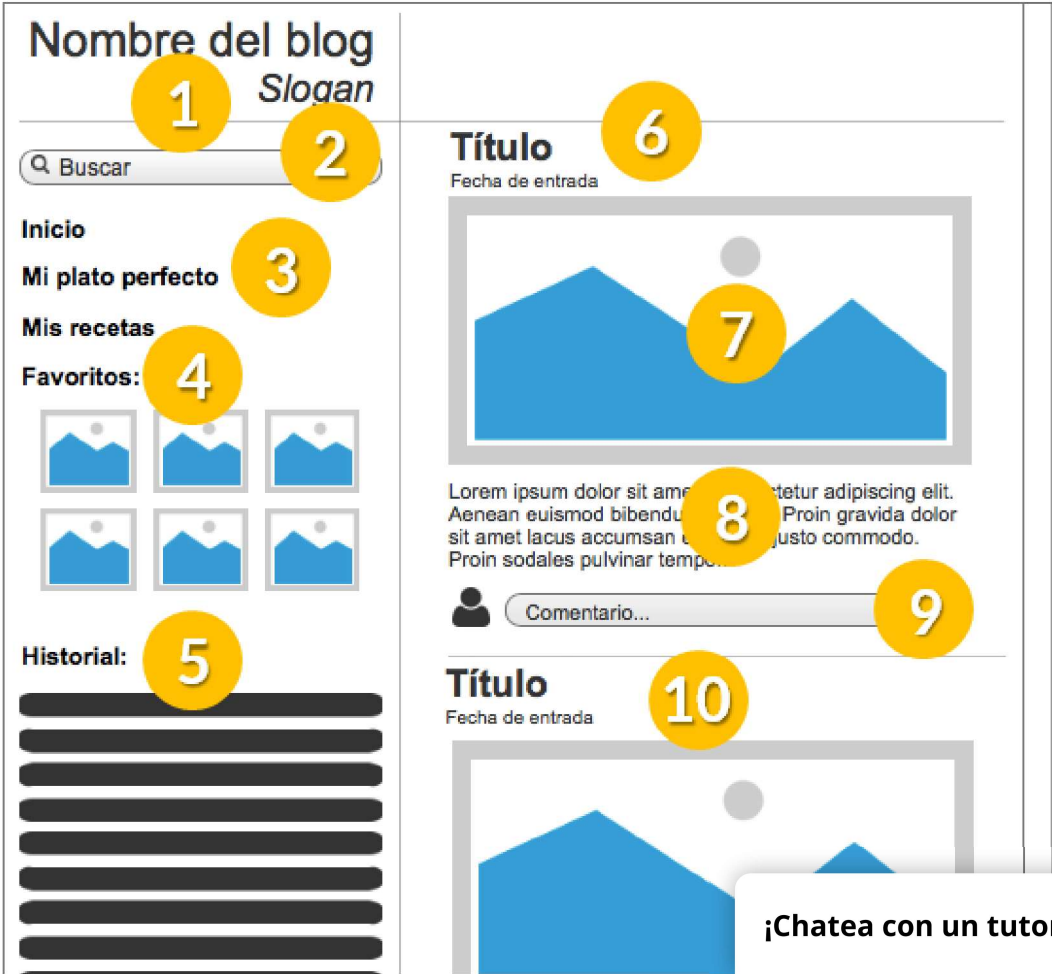 Nombre del blog
Slogan
1
2
Buscar
Inicio
3
Mi plato perfecto
Mis recetas
4
Favoritos:
Historial:
5
Título
6
Fecha de entrada
7
Lorem ipsum dolor sit ame tetur adipiscing elit.
Aenean euismod bibendu Proin gravida dolor
8
sit amet lacus accumsan justo commodo.
Proin sodales pulvinar tempo
Comentario...
9
Título
10
Fecha de entrada
¡Chatea con un tutor